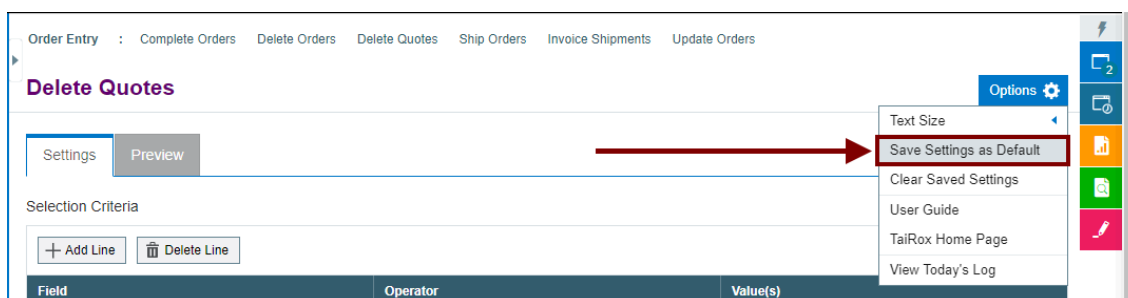 Order Entry : Complete Orders Delete Orders Delete Quotes Ship Orders Invoice Shipments Update Orders
2
Delete Quotes
Options
Text Size
Save Settings as Default
Clear Saved Settings
User Guide
TaiRox Home Page
View Today's Log
Settings Preview
Selection Criteria
Add Line Delete Line
Field Operator Value(s)